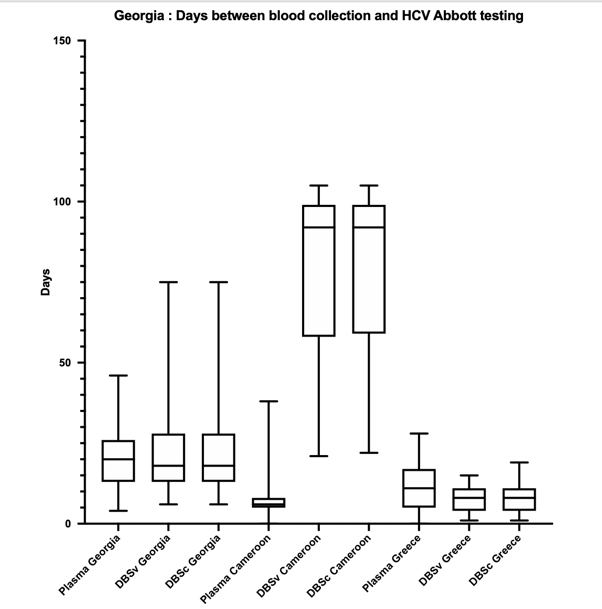 Georgia : Days between blood collection and HCV Abbott testing
150
100
50
0
Days
Plasma Georgia
DBSv Georgia
DBSc Georgia
Plasma Cameroon
DBSv Cameroon
DBSc Cameroon
Plasma Greece
DBSv Greece
DBSc Greece